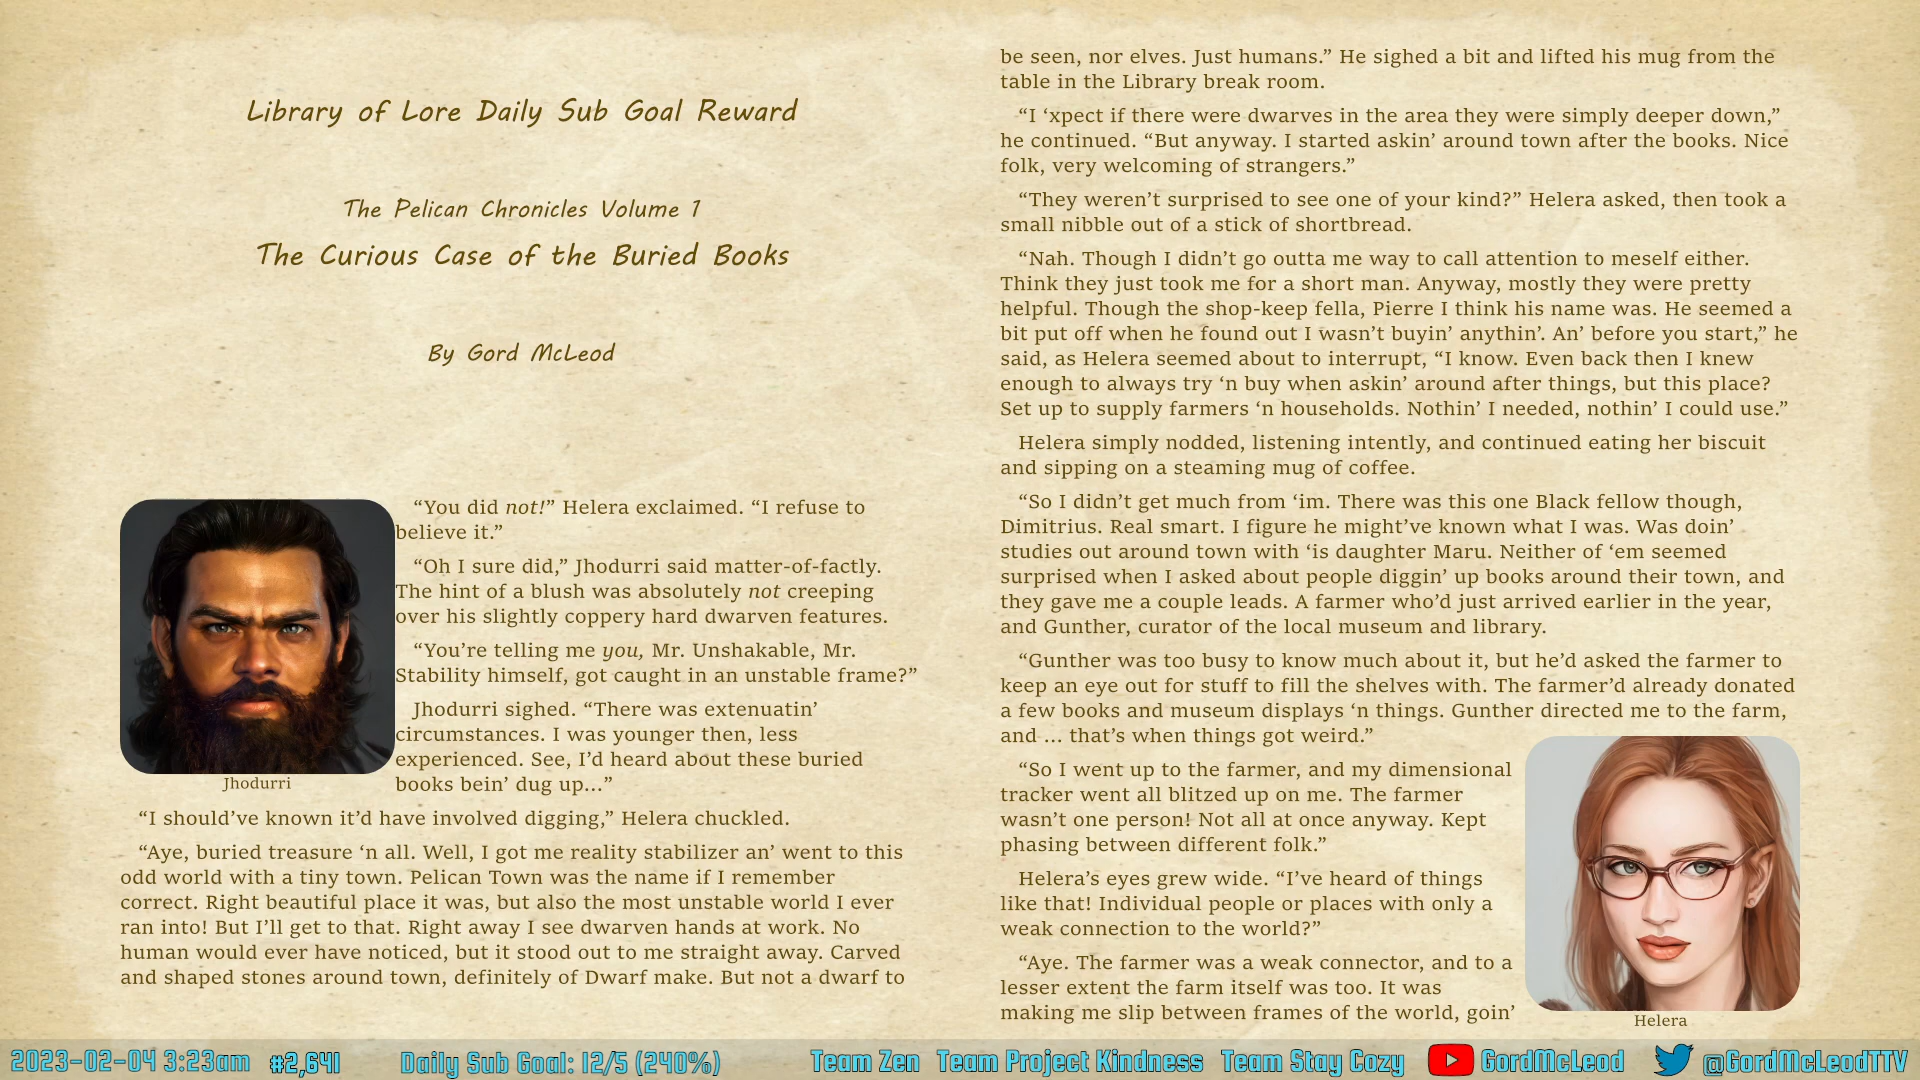 Library of Lore Daily Sub Goal Reward
The Pelican Chronicles Volume 1
The Curious Case of the Buried Books
By Gord McLeod
“You did not!” Helera exclaimed. “I refuse to
believe it.”
“Oh I sure did,” Jhodurri said matter-of-factly.
The hint of a blush was absolutely not creeping
over his slightly coppery hard dwarven features.
“You’re telling me you, Mr. Unshakable, Mr.
Stability himself, got caught in an unstable frame?”
Jhodurri sighed. “There was extenuatin’
circumstances. I was younger then, less
experienced. See, I’d heard about these buried
books bein’ dug up...”
Jhodurri
“I should’ve known it’d have involved digging,” Helera chuckled.
“Aye, buried treasure ‘n all. Well, I got me reality stabilizer an’ went to this
odd world with a tiny town. Pelican Town was the name if I remember
correct. Right beautiful place it was, but also the most unstable world I ever
ran into! But I’ll get to that. Right away I see dwarven hands at work. No
human would ever have noticed, but it stood out to me straight away. Carved
and shaped stones around town, definitely of Dwarf make. But not a dwarf to
be seen, nor elves. Just humans.” He sighed a bit and lifted his mug from the
table in the Library break room.
“I ‘xpect if there were dwarves in the area they were simply deeper down,”
he continued. “But anyway. I started askin’ around town after the books. Nice
folk, very welcoming of strangers.”
“They weren’t surprised to see one of your kind?” Helera asked, then took a
small nibble out of a stick of shortbread.
“Nah. Though I didn’t go outta me way to call attention to meself either.
Think they just took me for a short man. Anyway, mostly they were pretty
helpful. Though the shop-keep fella, Pierre I think his name was. He seemed a
bit put off when he found out I wasn’t buyin’ anythin’. An’ before you start,” he
said, as Helera seemed about to interrupt, “I know. Even back then I knew
enough to always try ‘n buy when askin’ around after things, but this place?
Set up to supply farmers ‘n households. Nothin’ I needed, nothin’ I could use.”
Helera simply nodded, listening intently, and continued eating her biscuit
and sipping on a steaming mug of coffee.
“So I didn’t get much from ‘im. There was this one Black fellow though,
Dimitrius. Real smart. I figure he might’ve known what I was. Was doin’
studies out around town with ‘is daughter Maru. Neither of ‘em seemed
surprised when I asked about people diggin’ up books around their town, and
they gave me a couple leads. A farmer who’d just arrived earlier in the year,
and Gunther, curator of the local museum and library.
“Gunther was too busy to know much about it, but he’d asked the farmer to
keep an eye out for stuff to fill the shelves with. The farmer’d already donated
a few books and museum displays ‘n things. Gunther directed me to the farm,
and ... that’s when things got weird.”
“So I went up to the farmer, and my dimensional
tracker went all blitzed up on me. The farmer
wasn’t one person! Not all at once anyway. Kept
phasing between different folk.”
Helera’s eyes grew wide. “I’ve heard of things
like that! Individual people or places with only a
weak connection to the world?”
“Aye. The farmer was a weak connector, and to a
lesser extent the farm itself was too. It was
making me slip between frames of the world, goin’
Helera
2023-02-04 3:23am #2,641 Daily Sub Goal: 12/5 (240%) Team Zen Team Project Kindness Team Stay Cozy GordMcLeod @GordMcLeodTTV